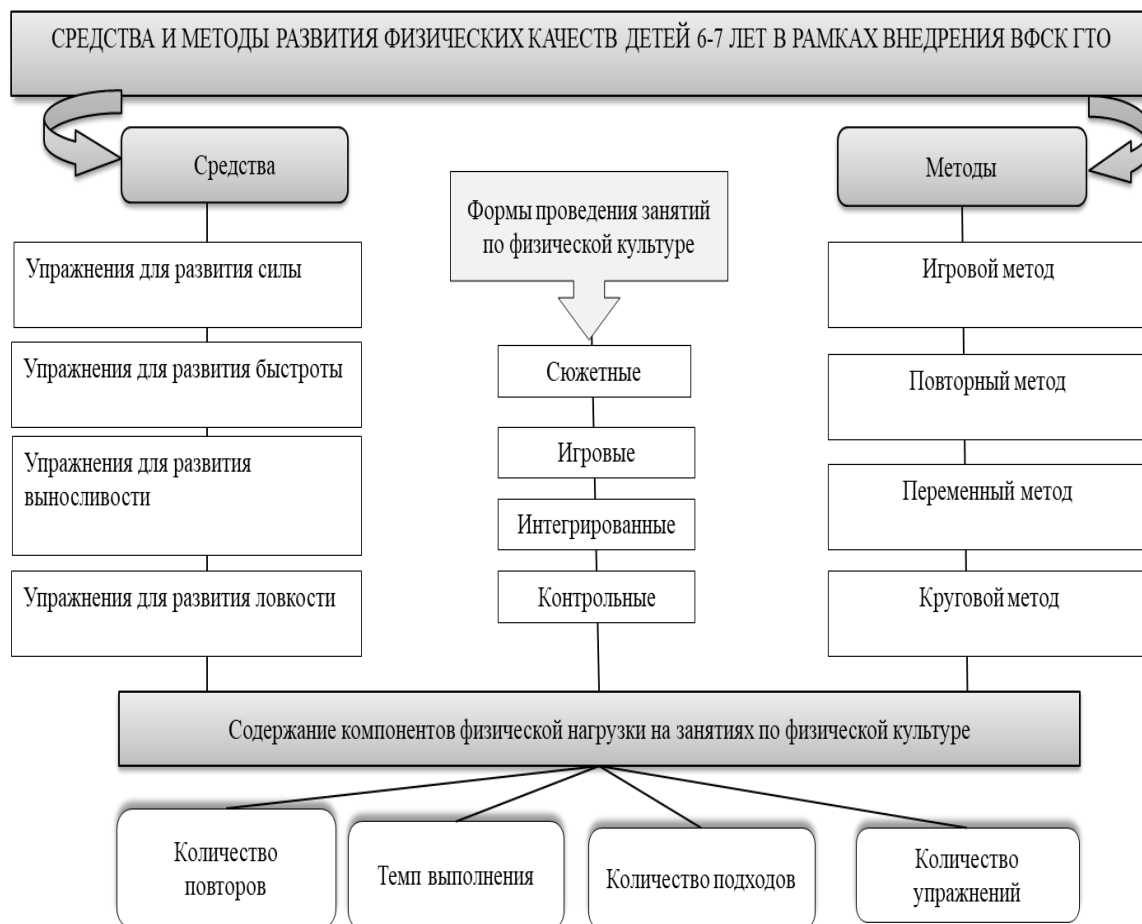 СРЕДСТВА И МЕТОДЫ РАЗВИТИЯ ФИЗИЧЕСКИХ КАЧЕСТВ ДЕТЕЙ 6-7 ЛЕТ В РАМКАХ ВНЕДРЕНИЯ ВФСК ГТО
Средства
Упражнения для развития силы
Упражнения для развития быстроты
Упражнения для развития
выносливости
Упражнения для развития ловкости
Формы проведения занятий
по физической культуре
Сюжетные
Игровые
Интегрированные
Контрольные
Методы
Игровой метод
Повторный метод
Переменный метод
Круговой метод
Содержание компонентов физической нагрузки на занятиях по физической культуре
Количество
повторов
Темп выполнения
Количество подходов
Количество
упражнений